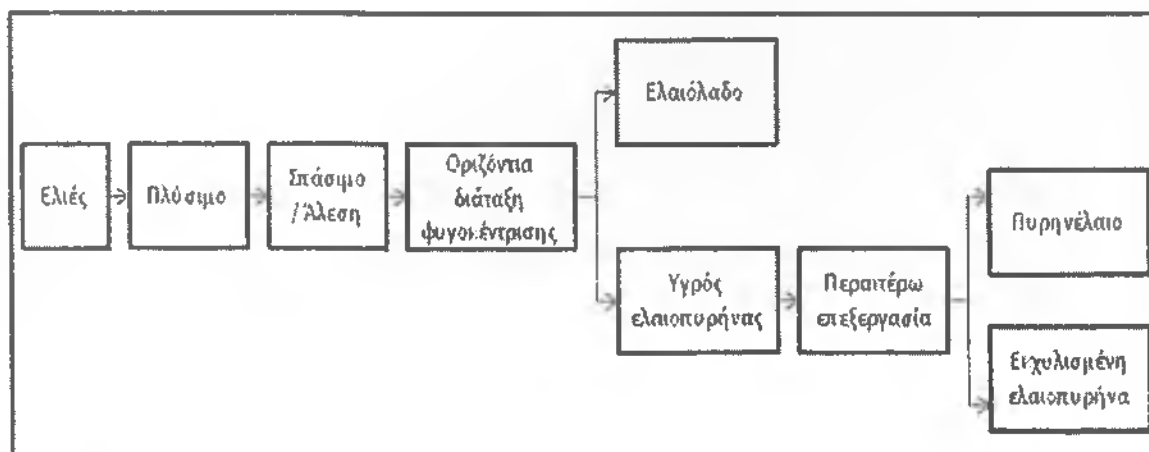 Ελιές
Πλύσιμο
Σπάσιμο
/Άλεση
Οριζόντια
διάταξη
φυγοκέντρισης
Ελαιόλαδο
Υγρός
ελαιοπυρήνας
Περαιτέρω
επεξεργασία
Πυρηνέλαιο
Εκχυλισμένη
ελαιοπυρήνα